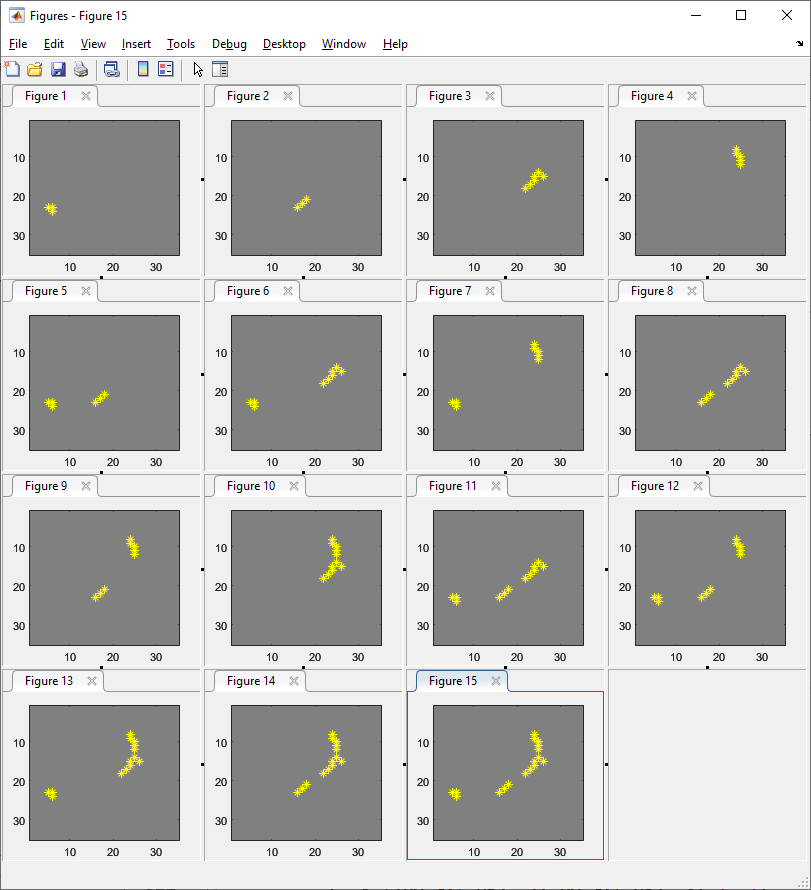 Figures - Figure 15
File Edit View Insert Tools Debug Desktop Window Help
Figure 1 Figure 2 Figure 3 Figure 4
10 10 10 10
20 20 20 20
30 30 30 30
10 20 30 10 20 30 10 20 30 10 20 30
Figure 5 Figure 6 Figure 7 Figure 8
10 10 10 10
20 20 20 20
30 30 30 30
10 20 30 10 20 30 10 20 30 10 20 30
Figure 9 Figure 10 Figure 11 Figure 12
10 10 10 10
20 20 20 20
30 30 30 30
10 20 30 10 20 30 10 20 30 10 20 30
Figure 13 Figure 14 Figure 15
10 10 10
20 20 20
30 30 30
10 20 30 10 20 30 10 20 30